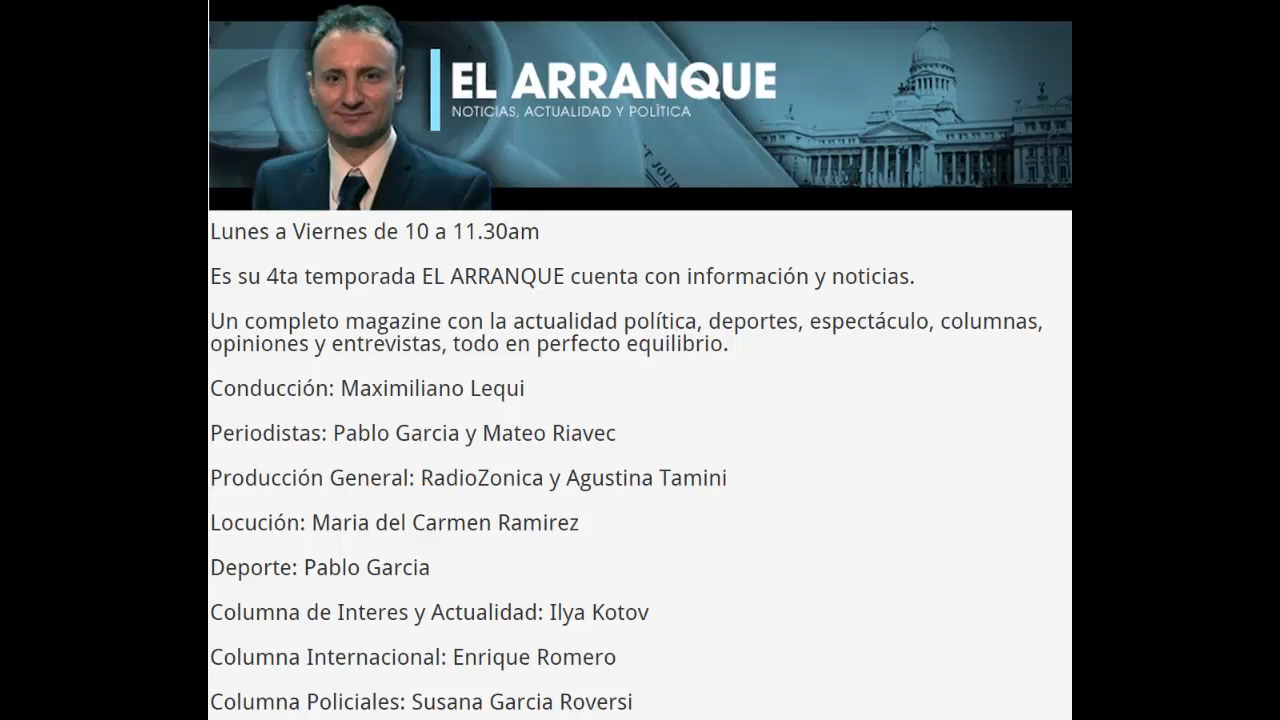 EL ARRANQUE
NOTICIAS, ACTUALIDAD Y POLÍTICA
T JOUR
Lunes a Viernes de 10 a 11.30am
Es su 4ta temporada EL ARRANQUE cuenta con información y noticias.
Un completo magazine con la actualidad política, deportes, espectáculo, columnas,
opiniones y entrevistas, todo en perfecto equilibrio.
Conducción: Maximiliano Lequi
Periodistas: Pablo Garcia y Mateo Riavec
Producción General: RadioZonica y Agustina Tamini
Locución: Maria del Carmen Ramirez
Deporte: Pablo Garcia
Columna de Interes y Actualidad: Ilya Kotov
Columna Internacional: Enrique Romero
Columna Policiales: Susana Garcia Roversi